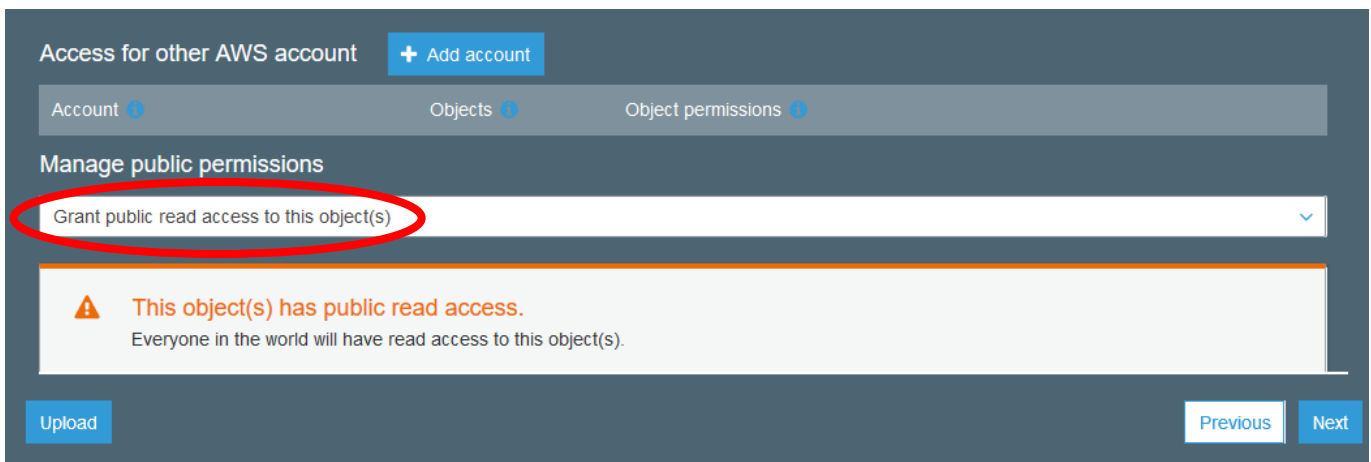 Access for other AWS account
+ Add account
Account
Objects
Object permissions
Manage public permissions
Grant public read access to this object(s)
This object(s) has public read access.
Everyone in the world will have read access to this object(s).
Upload
Previous
Next